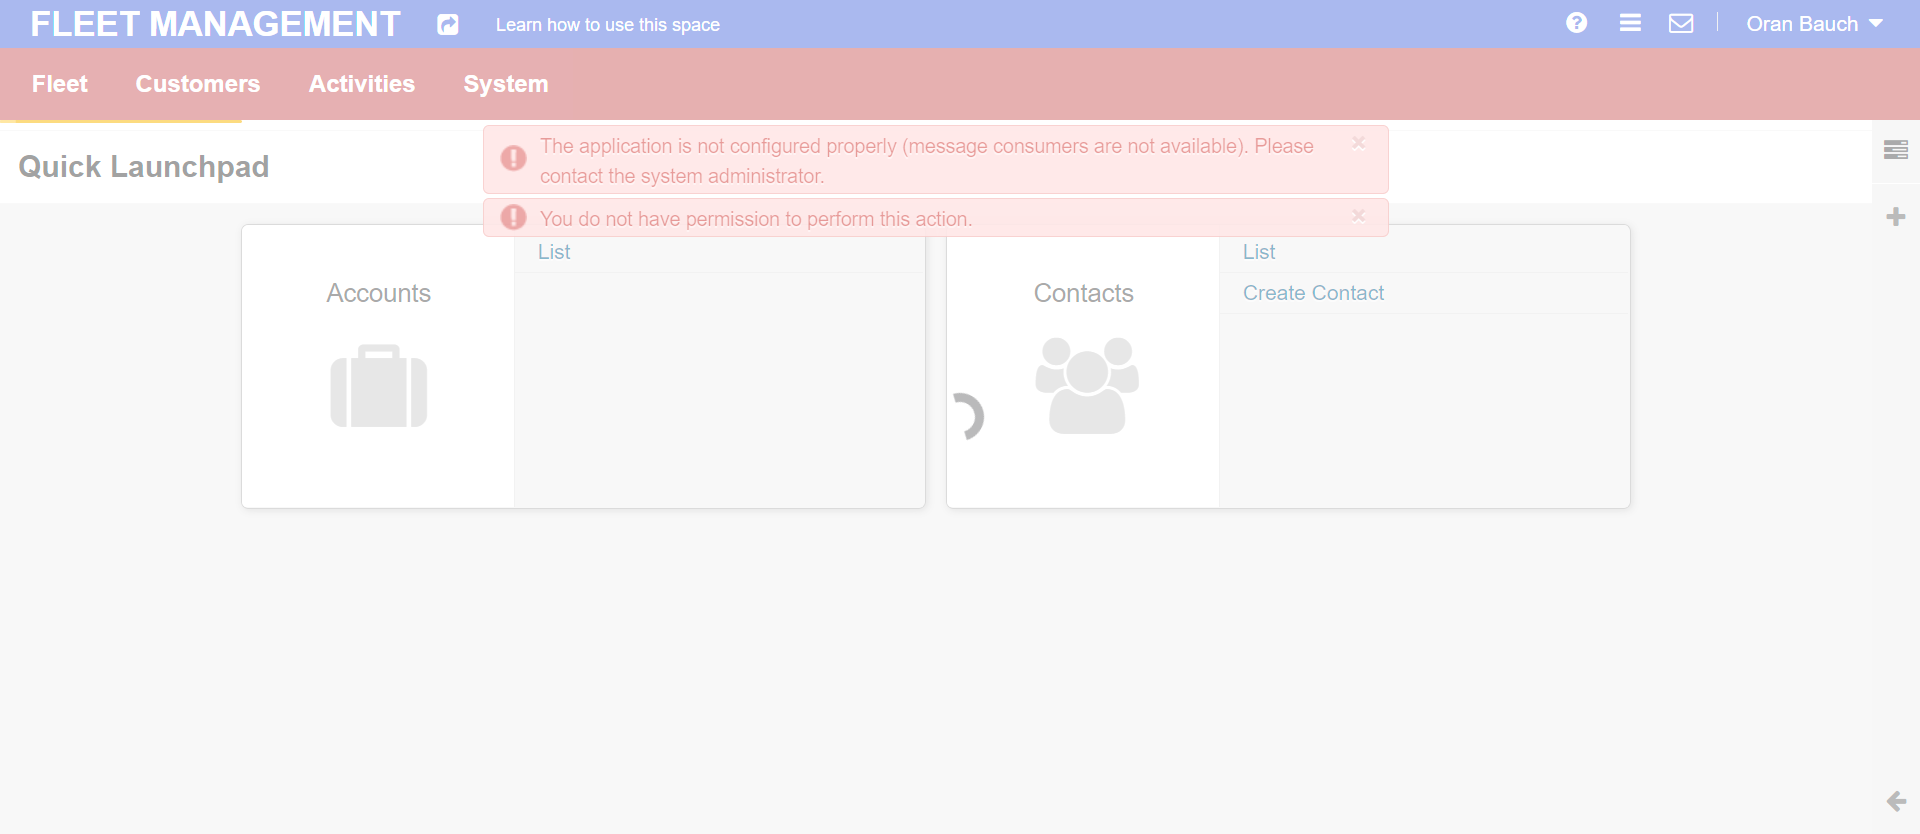 FLEET MANAGEMENT
Learn how to use this space
Oran Bauch
Fleet
Customers
Activities
System
The application is not configured properly (message consumers are not available). Please
contact the system administrator.
You do not have permission to perform this action.
Quick Launchpad
Accounts
List
Contacts
List
Create Contact